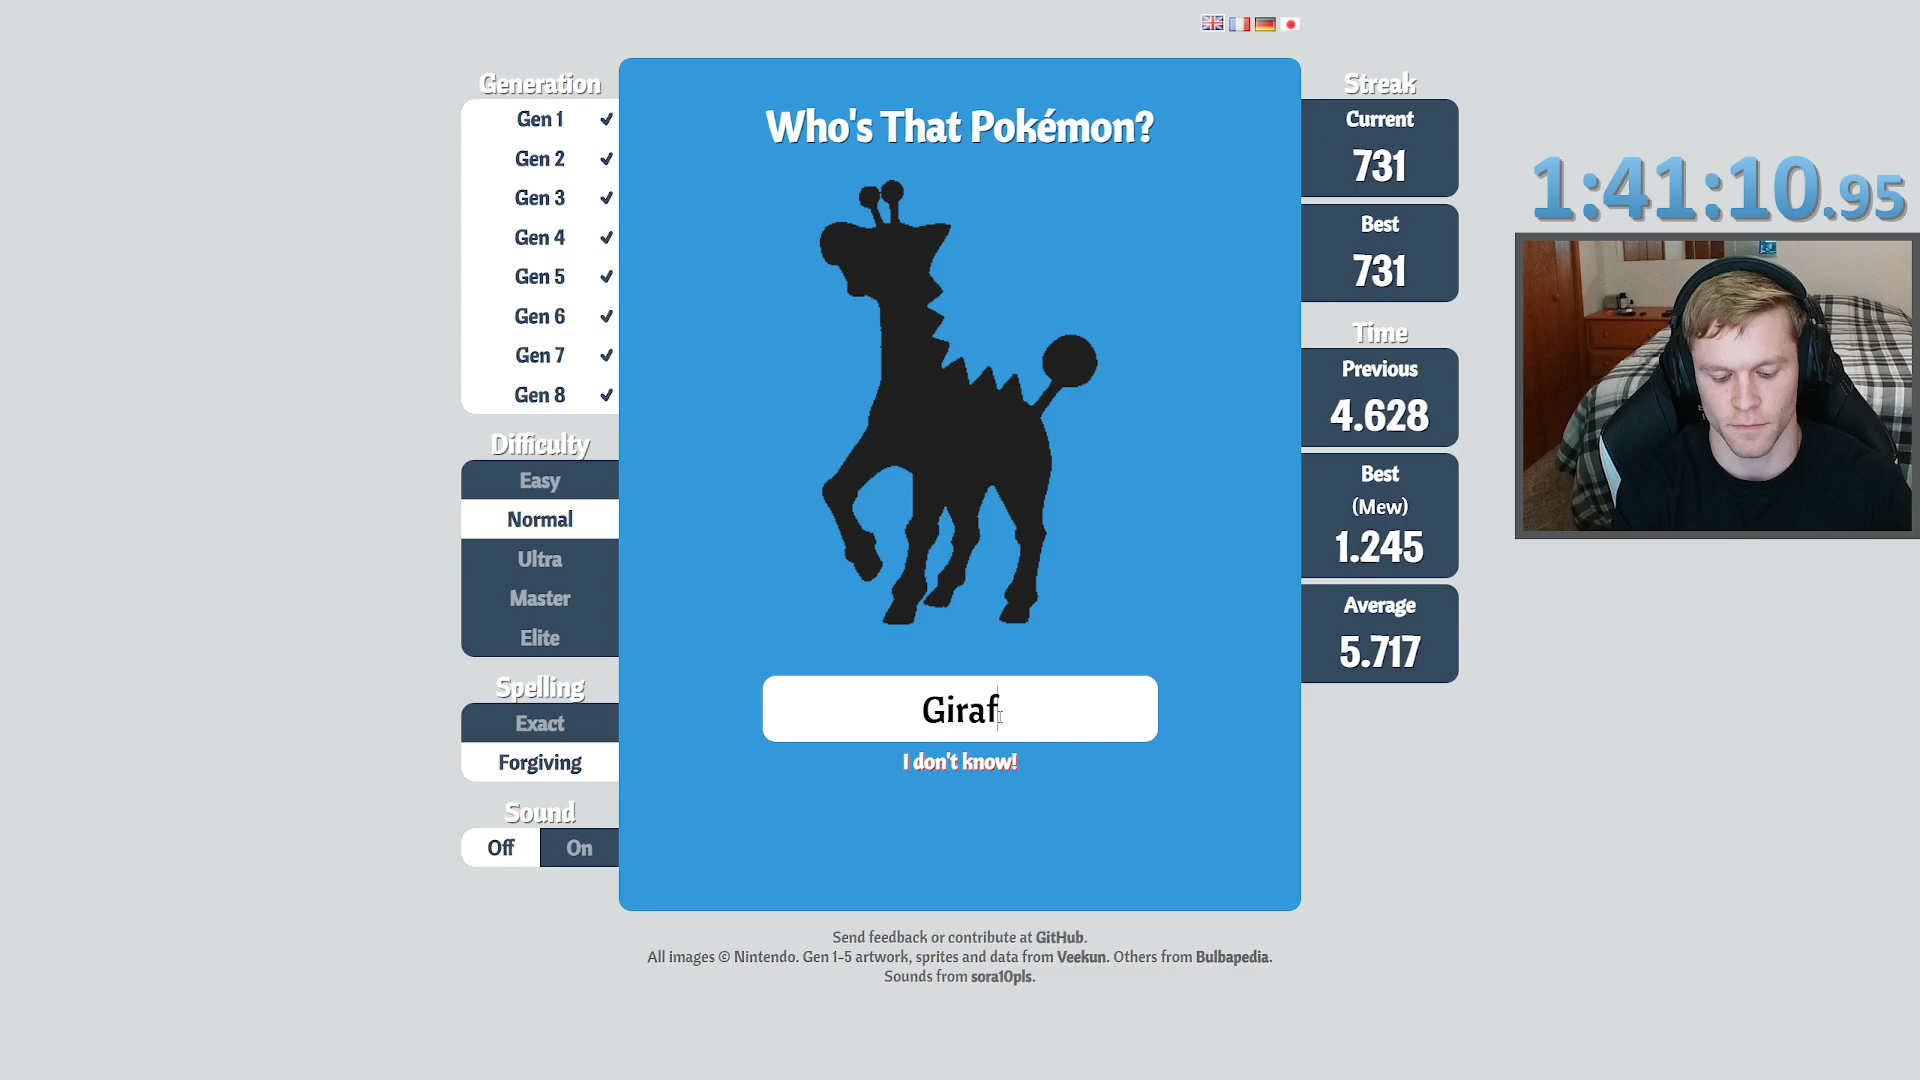 Generation
Gen 1
Gen 2
Gen 3
Gen 4
Gen 5
Gen 6
Gen 7
Gen 8
Difficulty
Easy
Normal
Ultra
Master
Elite
Spelling
Exact
Forgiving
Sound
Off On
Who's That Pokémon?
Giraf
I don't know!
Streak
Current
731
Best
731
Time
Previous
4.628
Best
(Mew)
1.245
Average
5.717
1:41:10.95
Send feedback or contribute at GitHub.
All images © Nintendo. Gen 1-5 artwork, sprites and data from Veekun. Others from Bulbapedia.
Sounds from sora10pls.